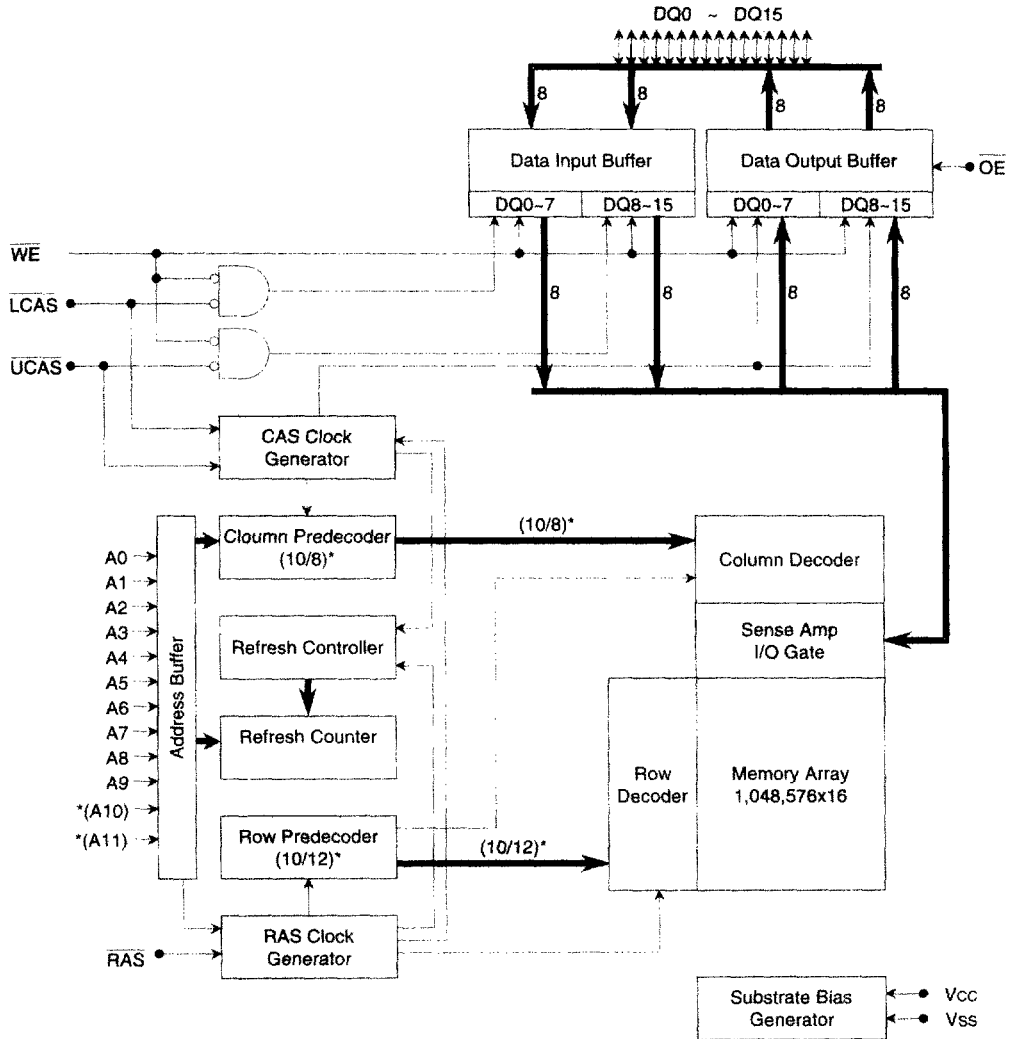 DQ0 ~ DQ15
8 8 8 8
Data Input Buffer
Data Output Buffer
OE
DQ0~7 DQ8~15
DQ0~7 DQ8~15
WE
LCAS
UCAS
8 8 8 8
CAS Clock
Generator
Cloumn Predecoder
(10/8)*
(10/8)*
Column Decoder
Address Buffer
A0
A1
A2
A3
A4
A5
A6
A7
A8
A9
*(A10)
*(A11)
Refresh Controller
Sense Amp
I/O Gate
Refresh Counter
Row
Decoder
Memory Array
1,048,576x16
Row Predecoder
(10/12)*
(10/12)*
RAS
RAS Clock
Generator
Substrate Bias
Generator
Vcc
Vss